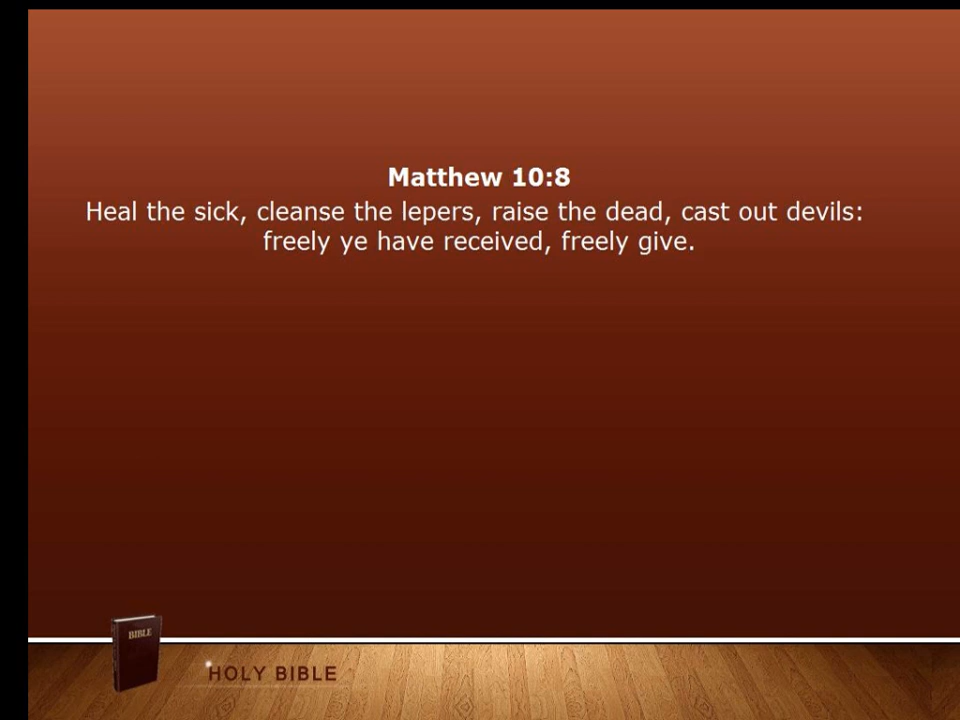 Matthew 10:8
Heal the sick, cleanse the lepers, raise the dead, cast out devils:
freely ye have received, freely give.
BIBLE
HOLY BIBLE